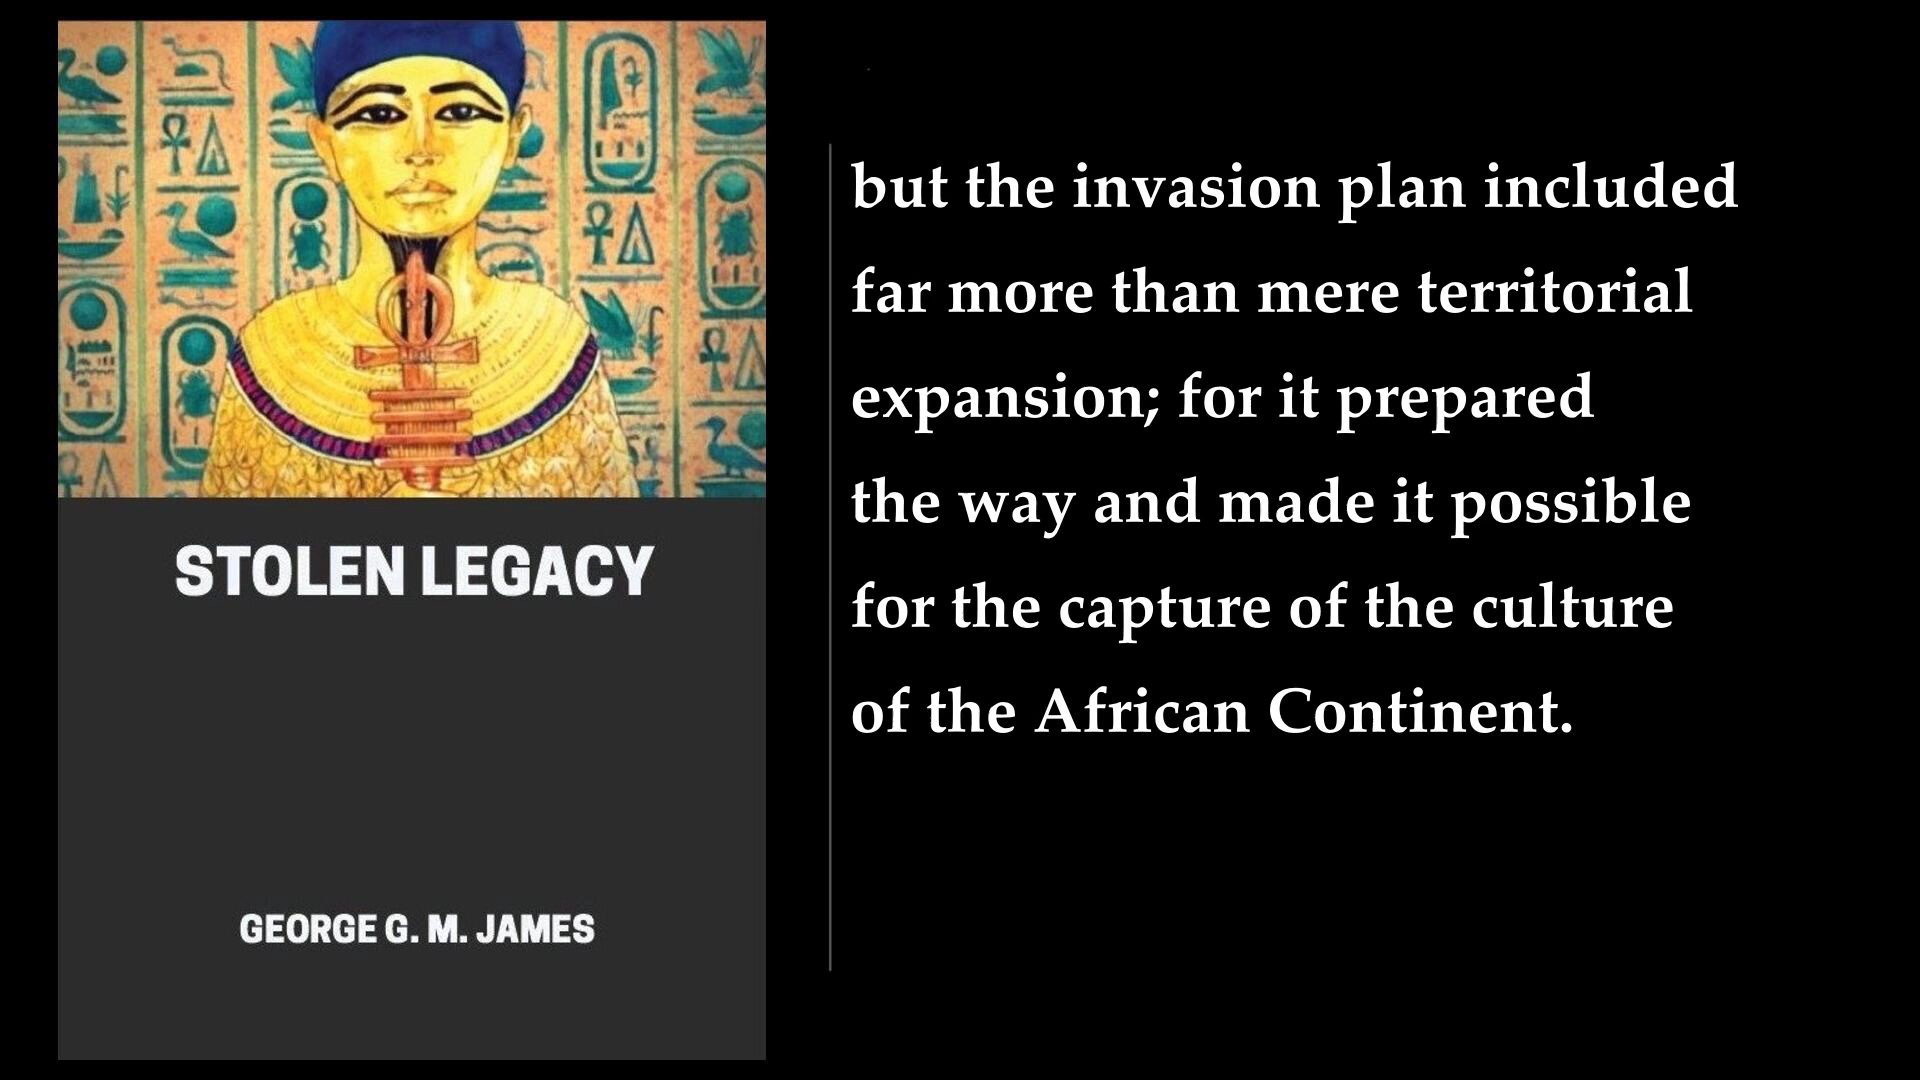 STOLEN LEGACY
GEORGE G. M. JAMES
but the invasion plan included
far more than mere territorial
expansion; for it prepared
the way and made it possible
for the capture of the culture
of the African Continent.